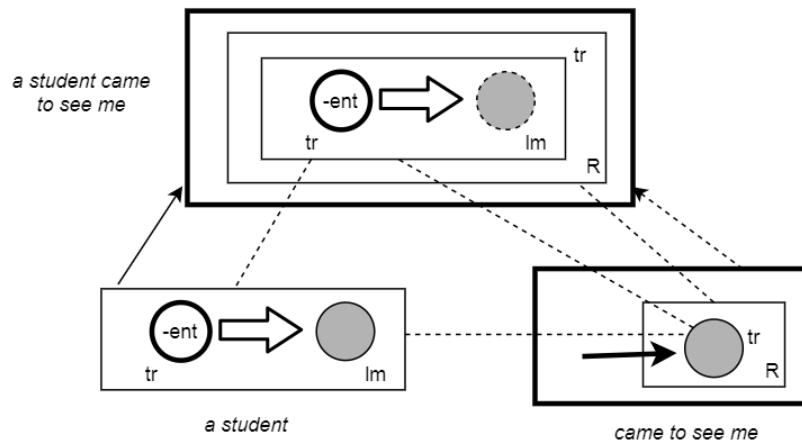 a student came
to see me
tr
-ent
tr
lm
R
-ent
tr
lm
tr
R
a student
came to see me